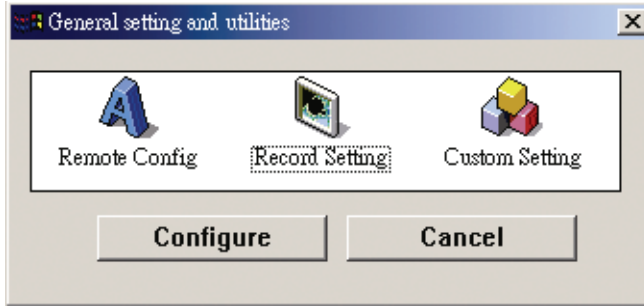 General setting and utilities
Remote Config Record Setting Custom Setting
Configure Cancel